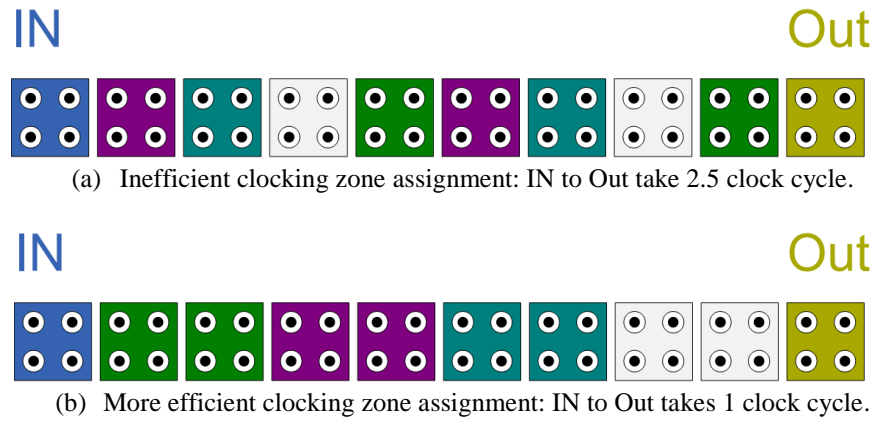 IN Out
(a) Inefficient clocking zone assignment: IN to Out take 2.5 clock cycle.
IN Out
(b) More efficient clocking zone assignment: IN to Out takes 1 clock cycle.